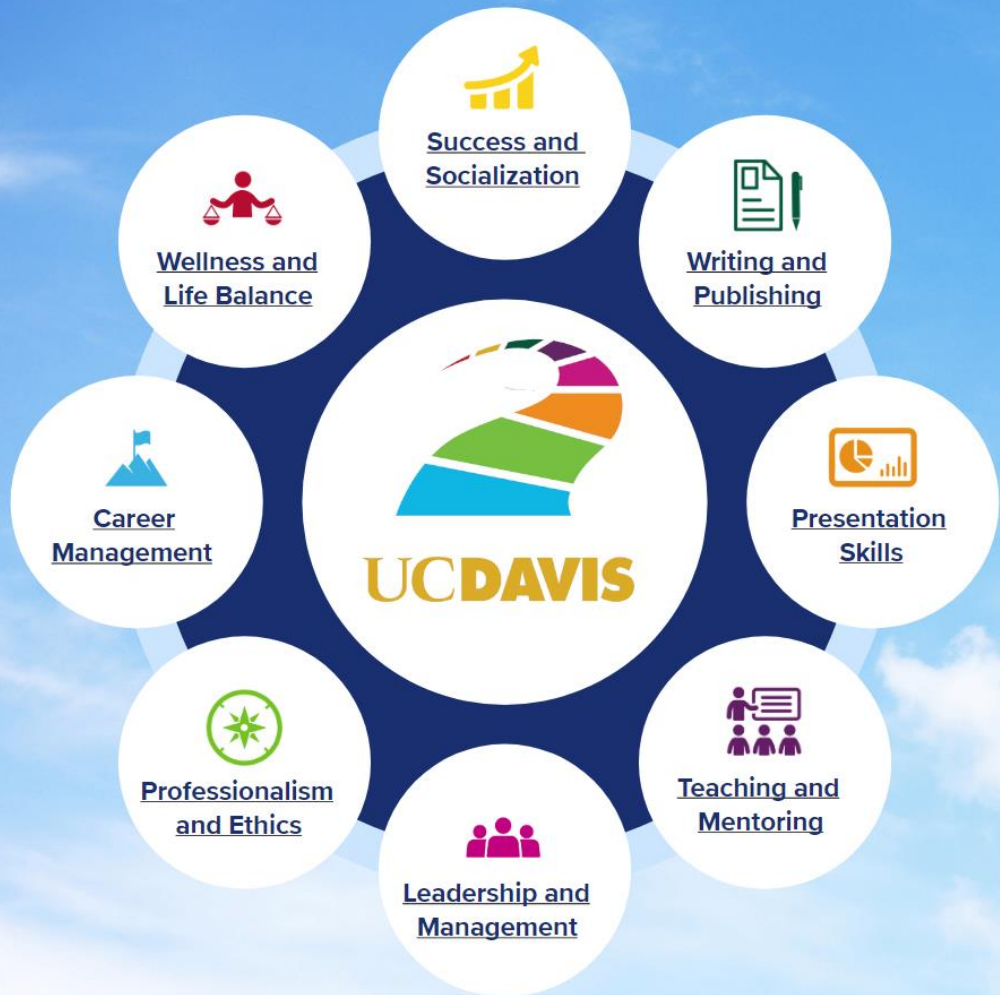 Success and
Socialization
Wellness and
Life Balance
Writing and
Publishing
Career
Management
UCDAVIS
Presentation
Skills
Professionalism
and Ethics
Teaching and
Mentoring
Leadership and
Management